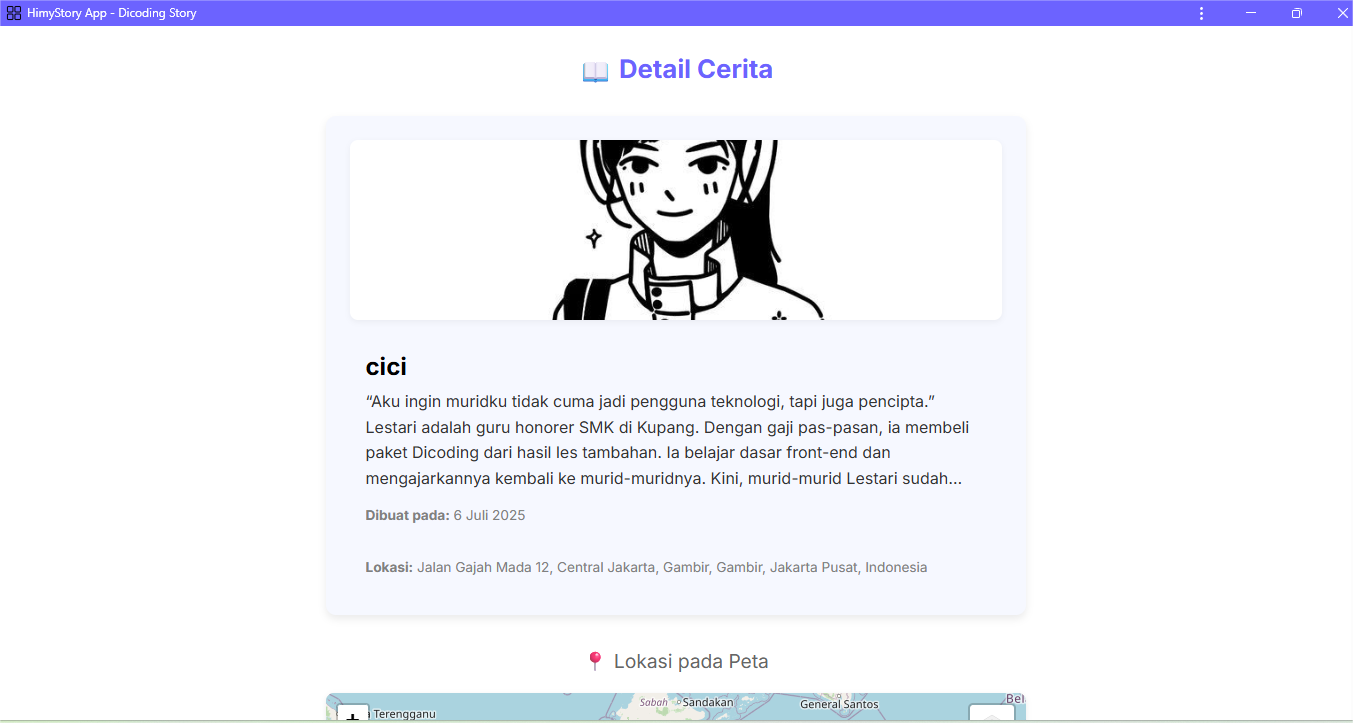 HimyStory App - Dicoding Story
Detail Cerita
cici
“Aku ingin muridku tidak cuma jadi pengguna teknologi, tapi juga pencipta.”
Lestari adalah guru honorer SMK di Kupang. Dengan gaji pas-pasan, ia membeli
paket Dicoding dari hasil les tambahan. Ia belajar dasar front-end dan
mengajarkannya kembali ke murid-muridnya. Kini, murid-murid Lestari sudah...
Dibuat pada: 6 Juli 2025
Lokasi: Jalan Gajah Mada 12, Central Jakarta, Gambir, Gambir, Jakarta Pusat, Indonesia
Lokasi pada Peta
Sabah
Sandakan
General Santos
Terengganu
+